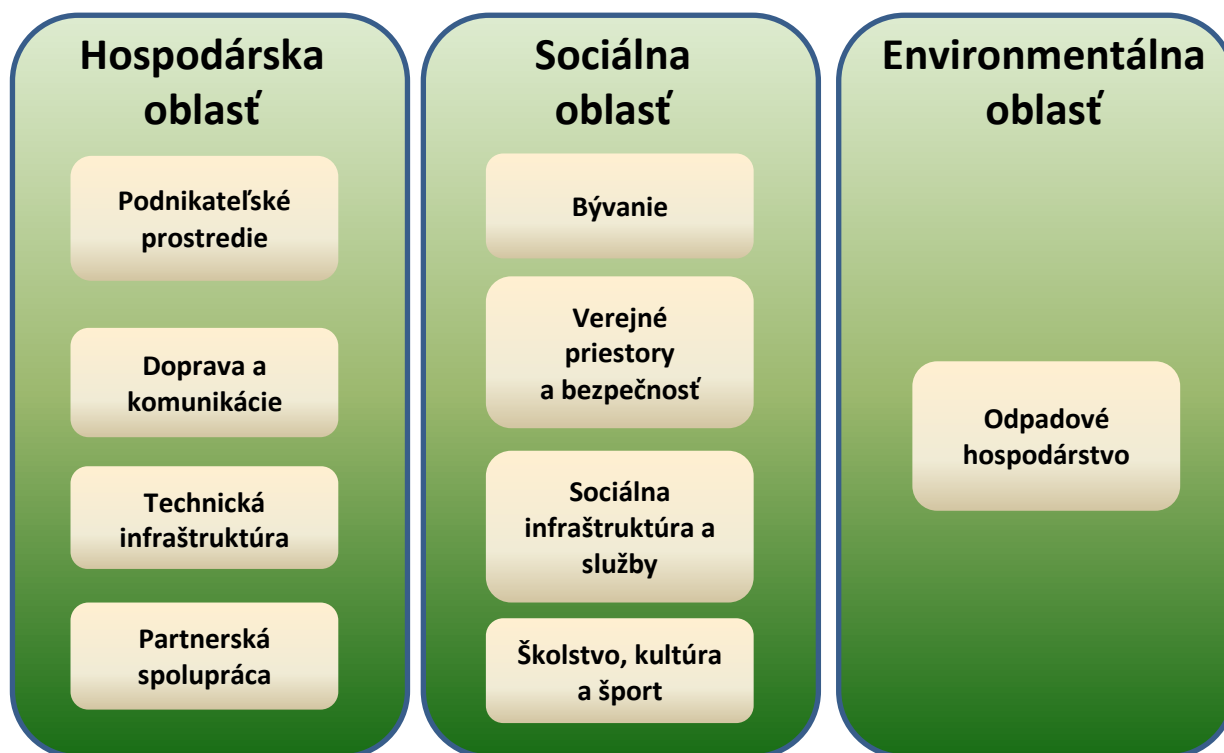 Hospodárska
oblasť
Podnikateľské
prostredie
Doprava a
komunikácie
Technická
infraštruktúra
Partnerská
spolupráca
Sociálna
oblasť
Bývanie
Verejné
priestory
a bezpečnosť
Sociálna
infraštruktúra a
služby
Školstvo, kultúra
a šport
Environmentálna
oblasť
Odpadové
hospodárstvo